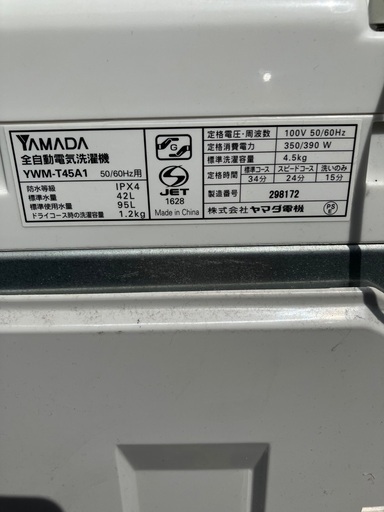 YAMADA
全自動電気洗濯機
YWM-T45A1 50/60Hz用
防水等級 IPX4
標準水量 42L
標準使用水量 95L
ドライコース時の洗濯容量 1.2kg
G
S
JET
1628
Made in China
定格電圧・周波数 100V 50/60Hz
定格消費電力 350/390 W
標準洗濯容量 4.5kg
定格時間 標準コース スピードコース 洗いのみ
34分 24分 15分
製造番号 298172
株式会社 ヤマダ電機
PS
E